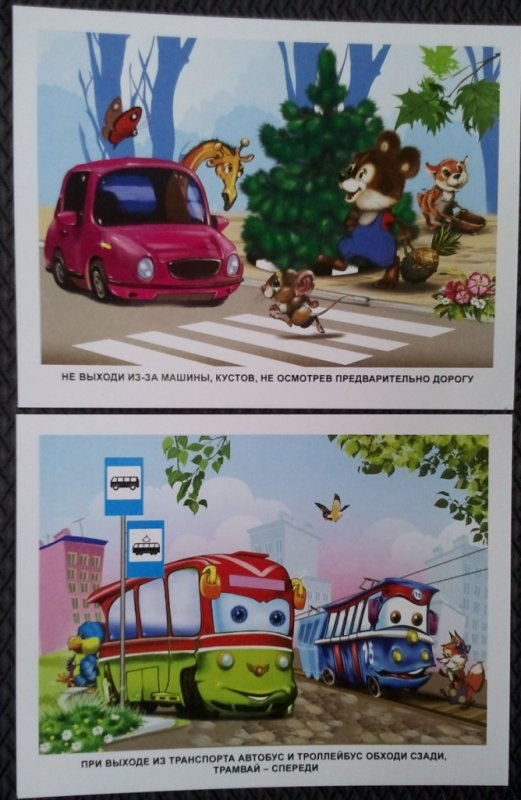 НЕ ВЫХОДИ ИЗ-ЗА МАШИНЫ, КУСТОВ, НЕ ОСМОТРЕВ ПРЕДВАРИТЕЛЬНО ДОРОГУ
ПРИ ВЫХОДЕ ИЗ ТРАНСПОРТА АВТОБУС И ТРОЛЛЕЙБУС ОБХОДИ СЗАДИ,
ТРАМВАЙ – СПЕРЕДИ